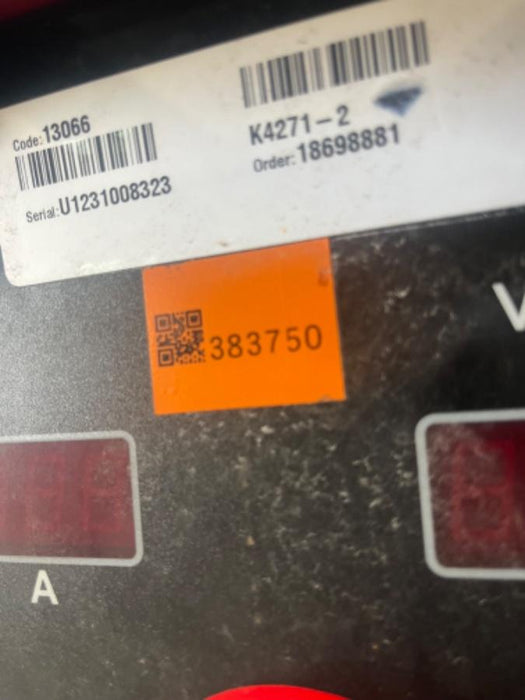 Code: 13066
Serial: U1231008323
K4271-2
Order: 18698881
383750
V
A